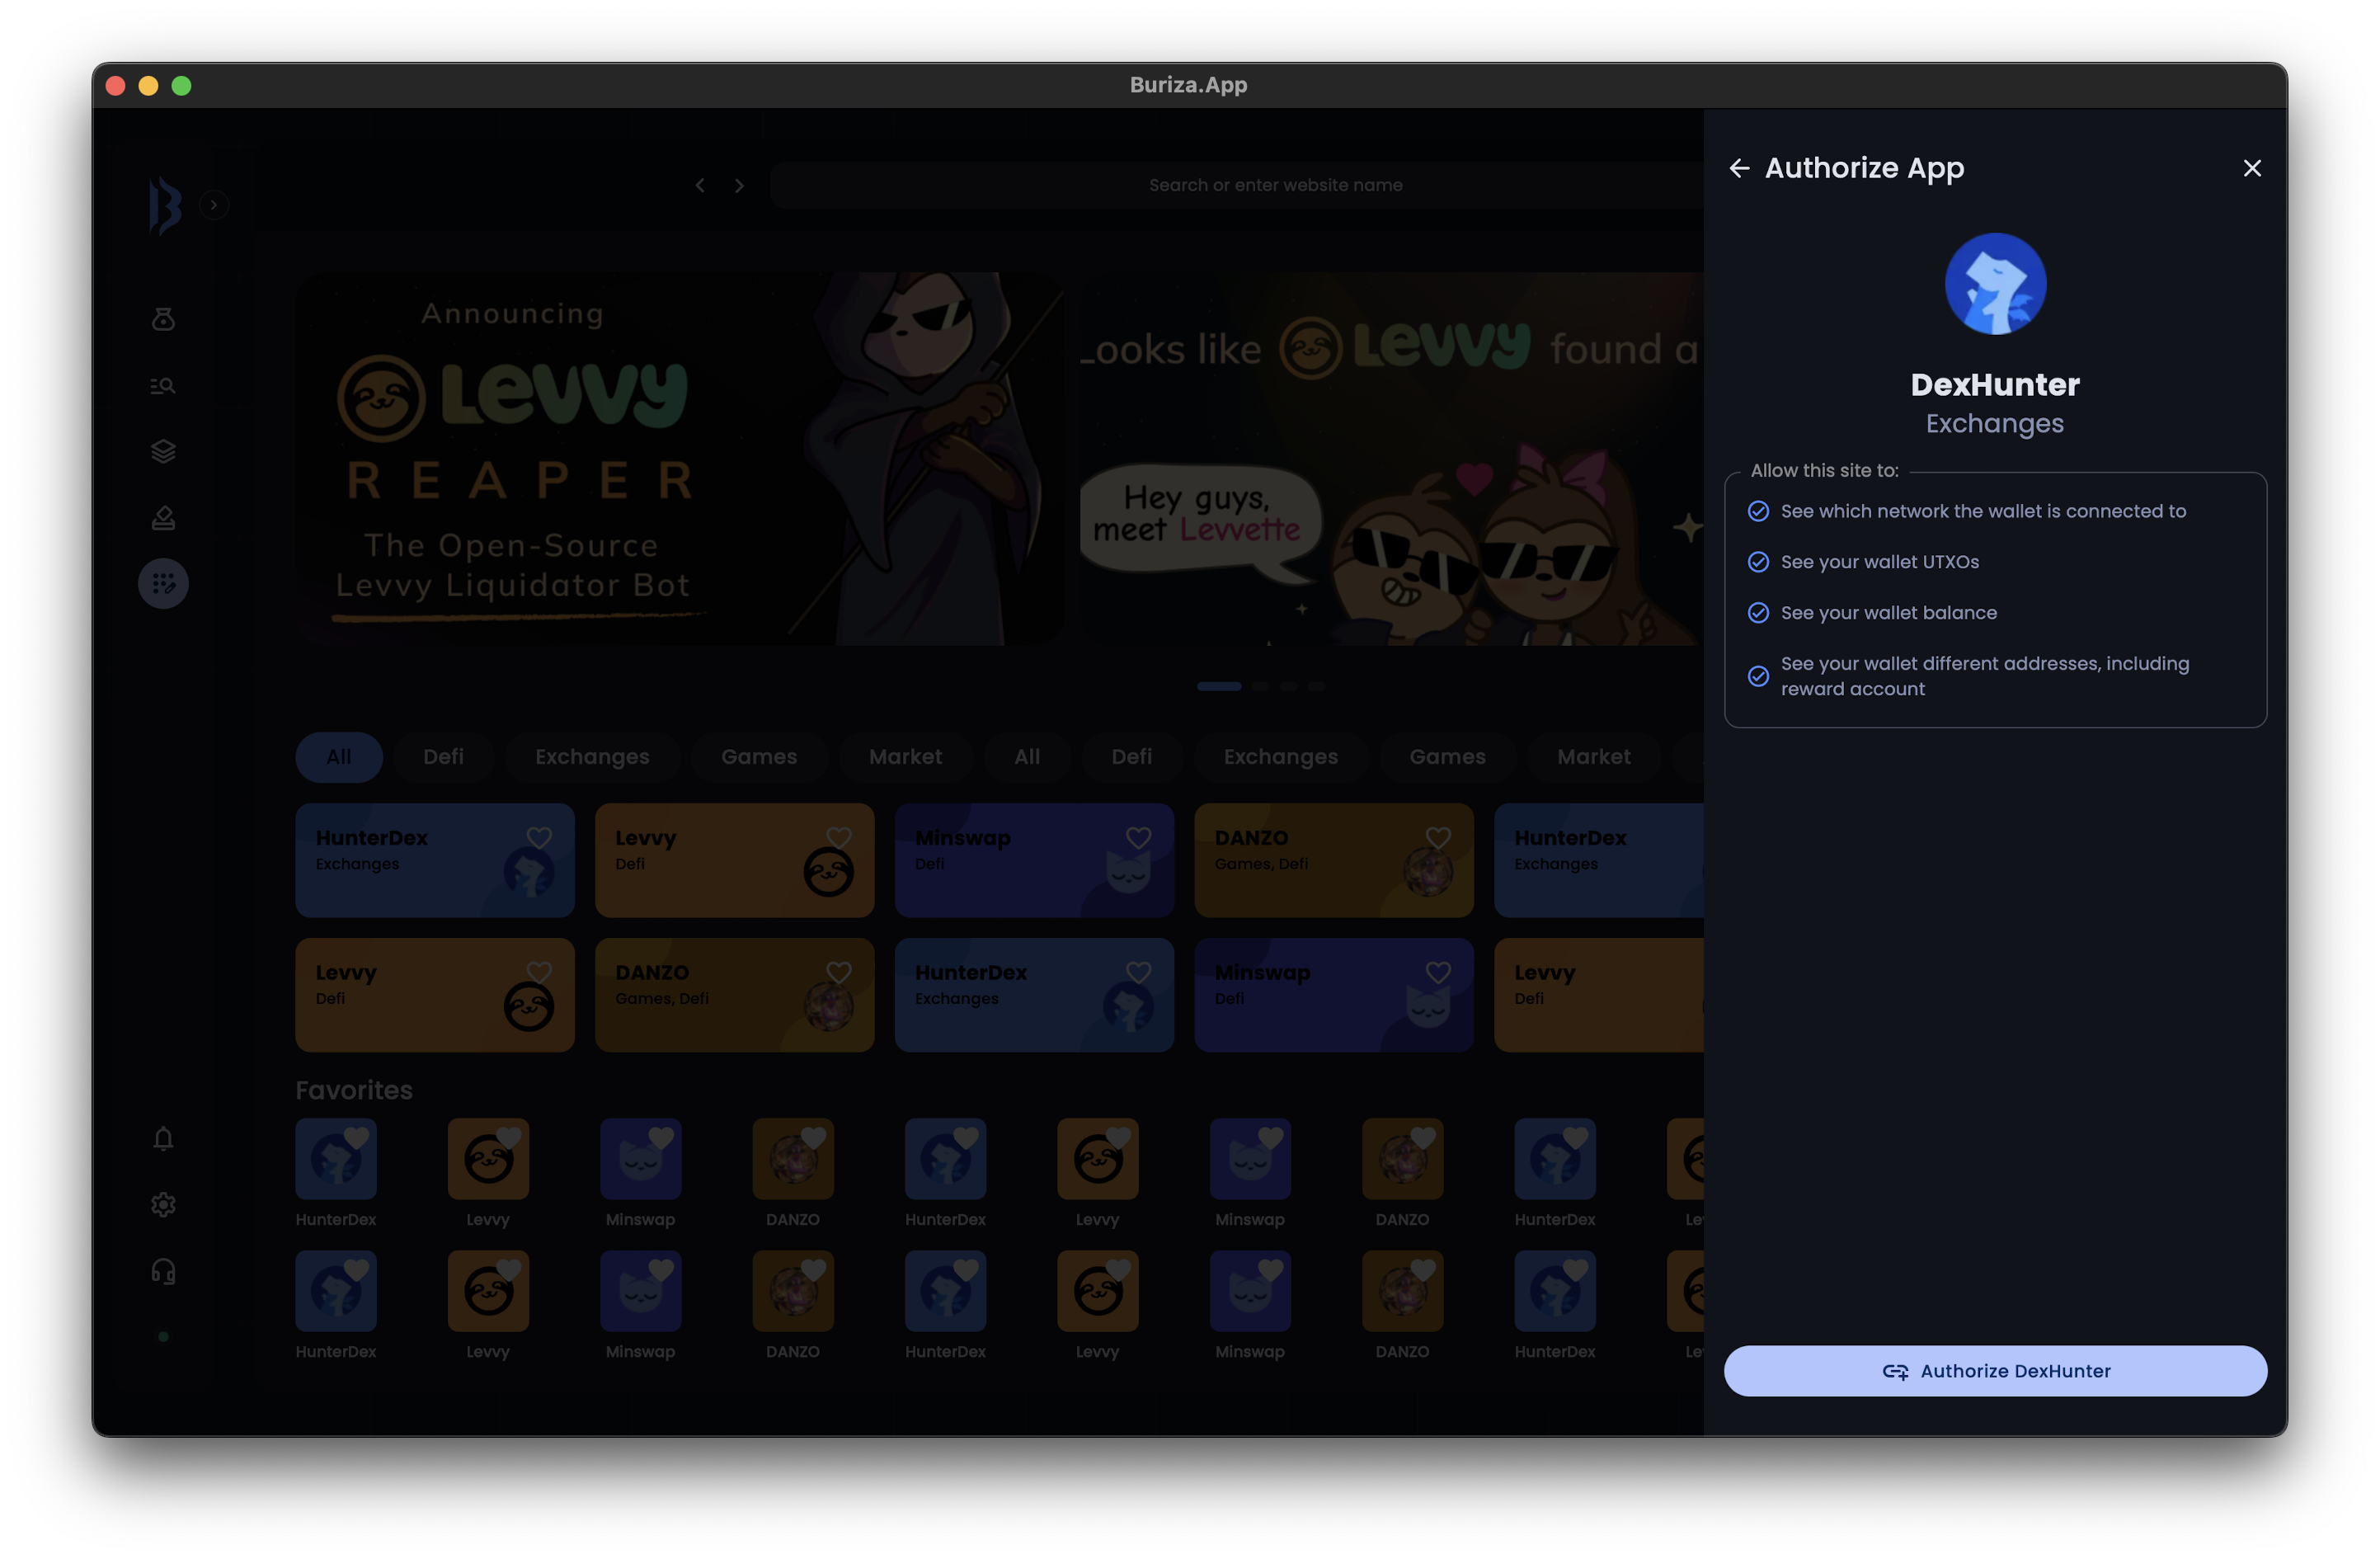 Buriza.App
Search or enter website name
Announcing
Levvy
REAPER
The Open-Source
Levvy Liquidator Bot
Looks like Levvy found a
Hey guys,
meet Levvette
All Defi Exchanges Games Market All Defi Exchanges Games Market
HunterDex Levvy Minswap DANZO HunterDex
Exchanges Defi Defi Games, Defi Exchanges
Levvy DANZO HunterDex Minswap Levvy
Defi Games, Defi Exchanges Defi Defi
Favorites
HunterDex Levvy Minswap DANZO HunterDex Levvy Minswap DANZO HunterDex
HunterDex Levvy Minswap DANZO HunterDex Levvy Minswap DANZO HunterDex
Authorize App
DexHunter
Exchanges
Allow this site to:
See which network the wallet is connected to
See your wallet UTXOs
See your wallet balance
See your wallet different addresses, including
reward account
Authorize DexHunter